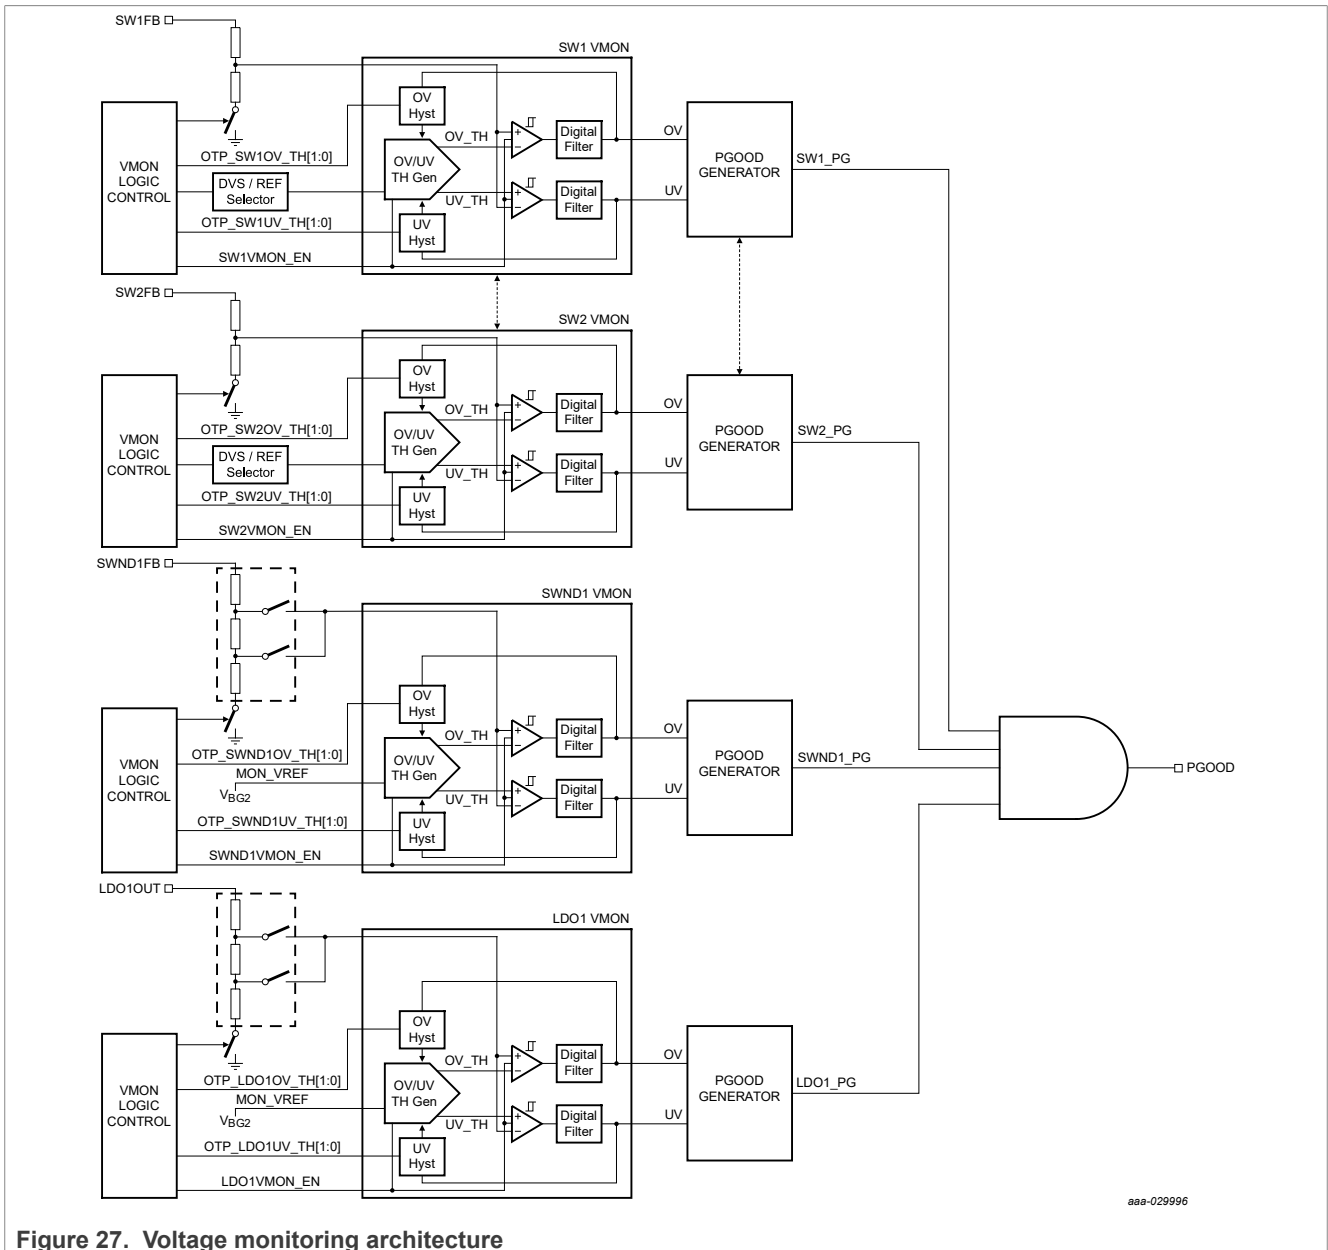 SW1FB
SW1 VMON
OV
Hyst
OV_TH
Digital
Filter
OV
VMON
LOGIC
CONTROL
OTP_SW1OV_TH[1:0]
DVS / REF
Selector
OV/UV
TH Gen
PGOOD
GENERATOR
SW1_PG
OTP_SW1UV_TH[1:0]
UV_TH
Digital
Filter
UV
UV
Hyst
SW1VMON_EN
SW2FB
SW2 VMON
OV
Hyst
OV_TH
Digital
Filter
OV
VMON
LOGIC
CONTROL
OTP_SW2OV_TH[1:0]
DVS / REF
Selector
OV/UV
TH Gen
PGOOD
GENERATOR
SW2_PG
OTP_SW2UV_TH[1:0]
UV_TH
Digital
Filter
UV
UV
Hyst
SW2VMON_EN
SWND1FB
SWND1 VMON
OV
Hyst
OV_TH
Digital
Filter
OV
VMON
LOGIC
CONTROL
OTP_SWND1OV_TH[1:0]
MON_VREF
VBG2
OV/UV
TH Gen
PGOOD
GENERATOR
SWND1_PG
PGOOD
OTP_SWND1UV_TH[1:0]
UV_TH
Digital
Filter
UV
UV
Hyst
SWND1VMON_EN
LDO1OUT
LDO1 VMON
OV
Hyst
OV_TH
Digital
Filter
OV
VMON
LOGIC
CONTROL
OTP_LDO1OV_TH[1:0]
MON_VREF
VBG2
OV/UV
TH Gen
PGOOD
GENERATOR
LDO1_PG
OTP_LDO1UV_TH[1:0]
UV_TH
Digital
Filter
UV
UV
Hyst
LDO1VMON_EN
aaa-029996
Figure 27. Voltage monitoring architecture